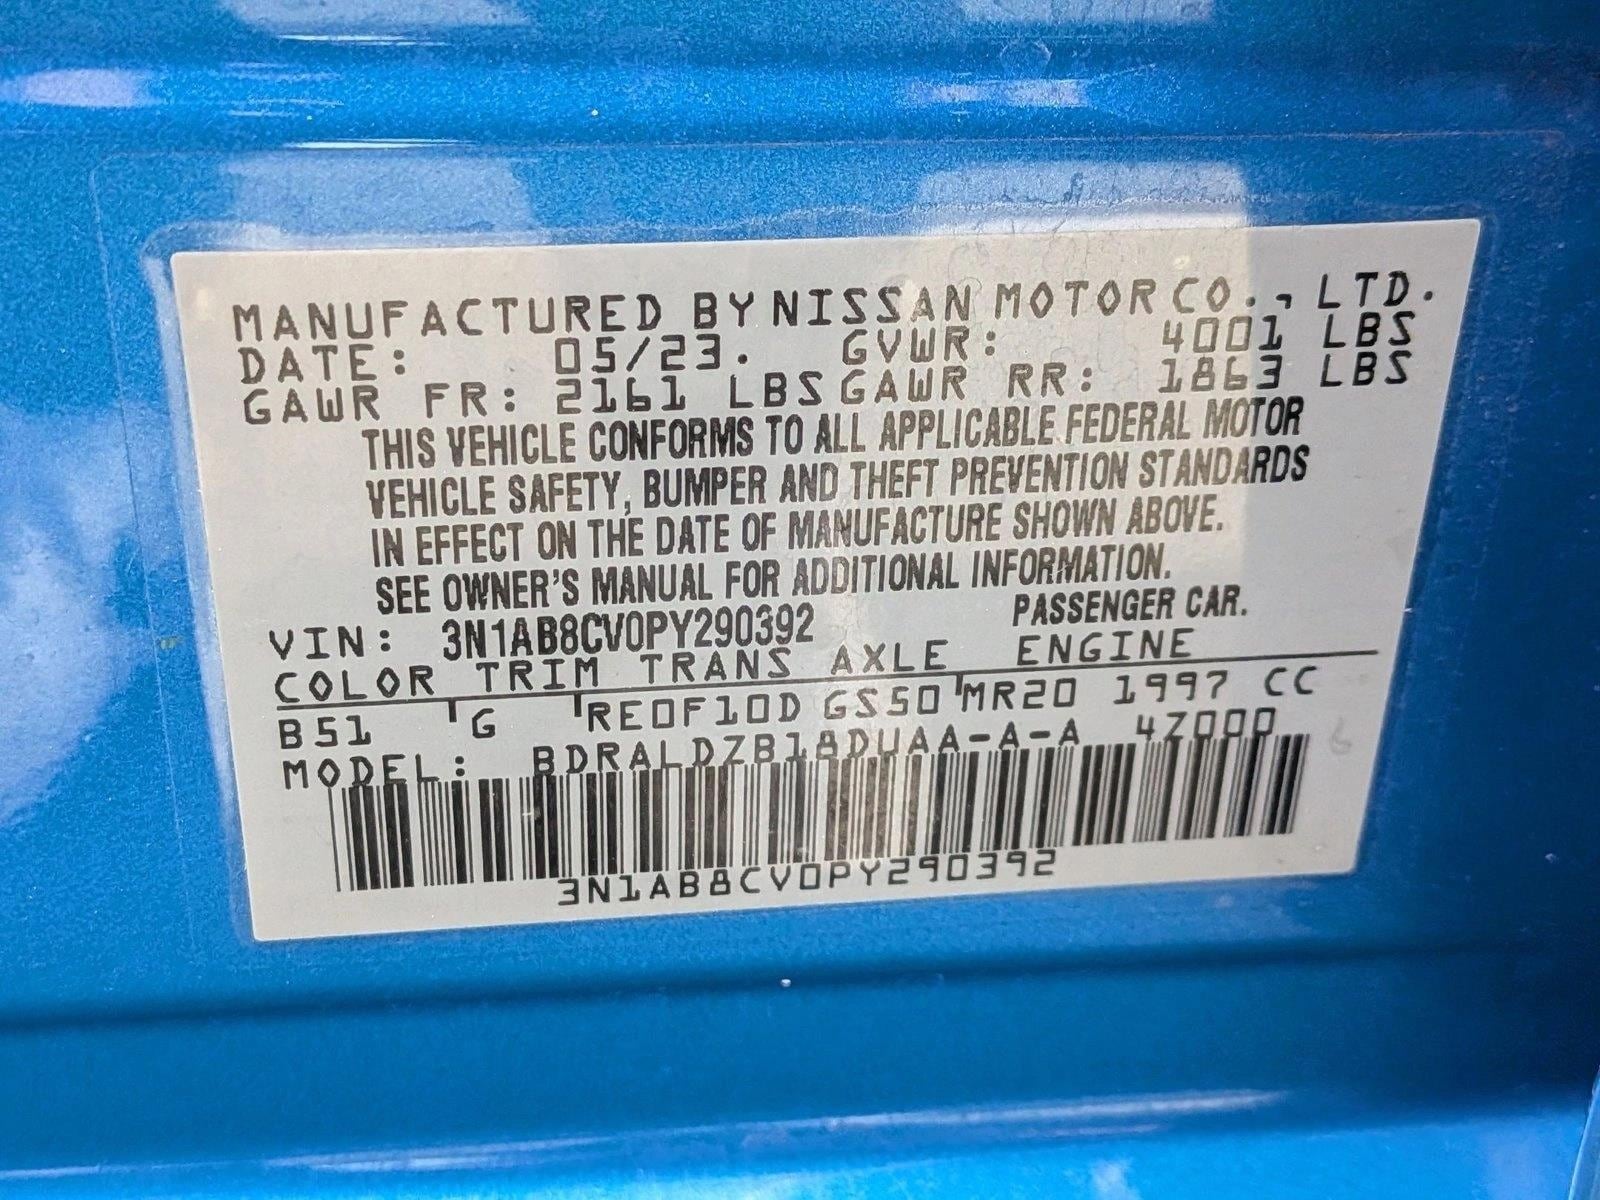 MANUFACTURED BY NISSAN MOTOR CO., LTD.
DATE: 05/23. GVWR: 4001 LBS
GAWR FR: 2161 LBS GAWR RR: 1863 LBS
THIS VEHICLE CONFORMS TO ALL APPLICABLE FEDERAL MOTOR
VEHICLE SAFETY, BUMPER AND THEFT PREVENTION STANDARDS
IN EFFECT ON THE DATE OF MANUFACTURE SHOWN ABOVE.
SEE OWNER'S MANUAL FOR ADDITIONAL INFORMATION.
VIN: 3N1AB8CV0PY290392 PASSENGER CAR.
COLOR TRIM TRANS AXLE ENGINE
B51 G RE0F10D GS50 MR20 1997 CC
MODEL: BDRALDZB18DUAA-A-A 4Z000
3N1AB8CV0PY290392